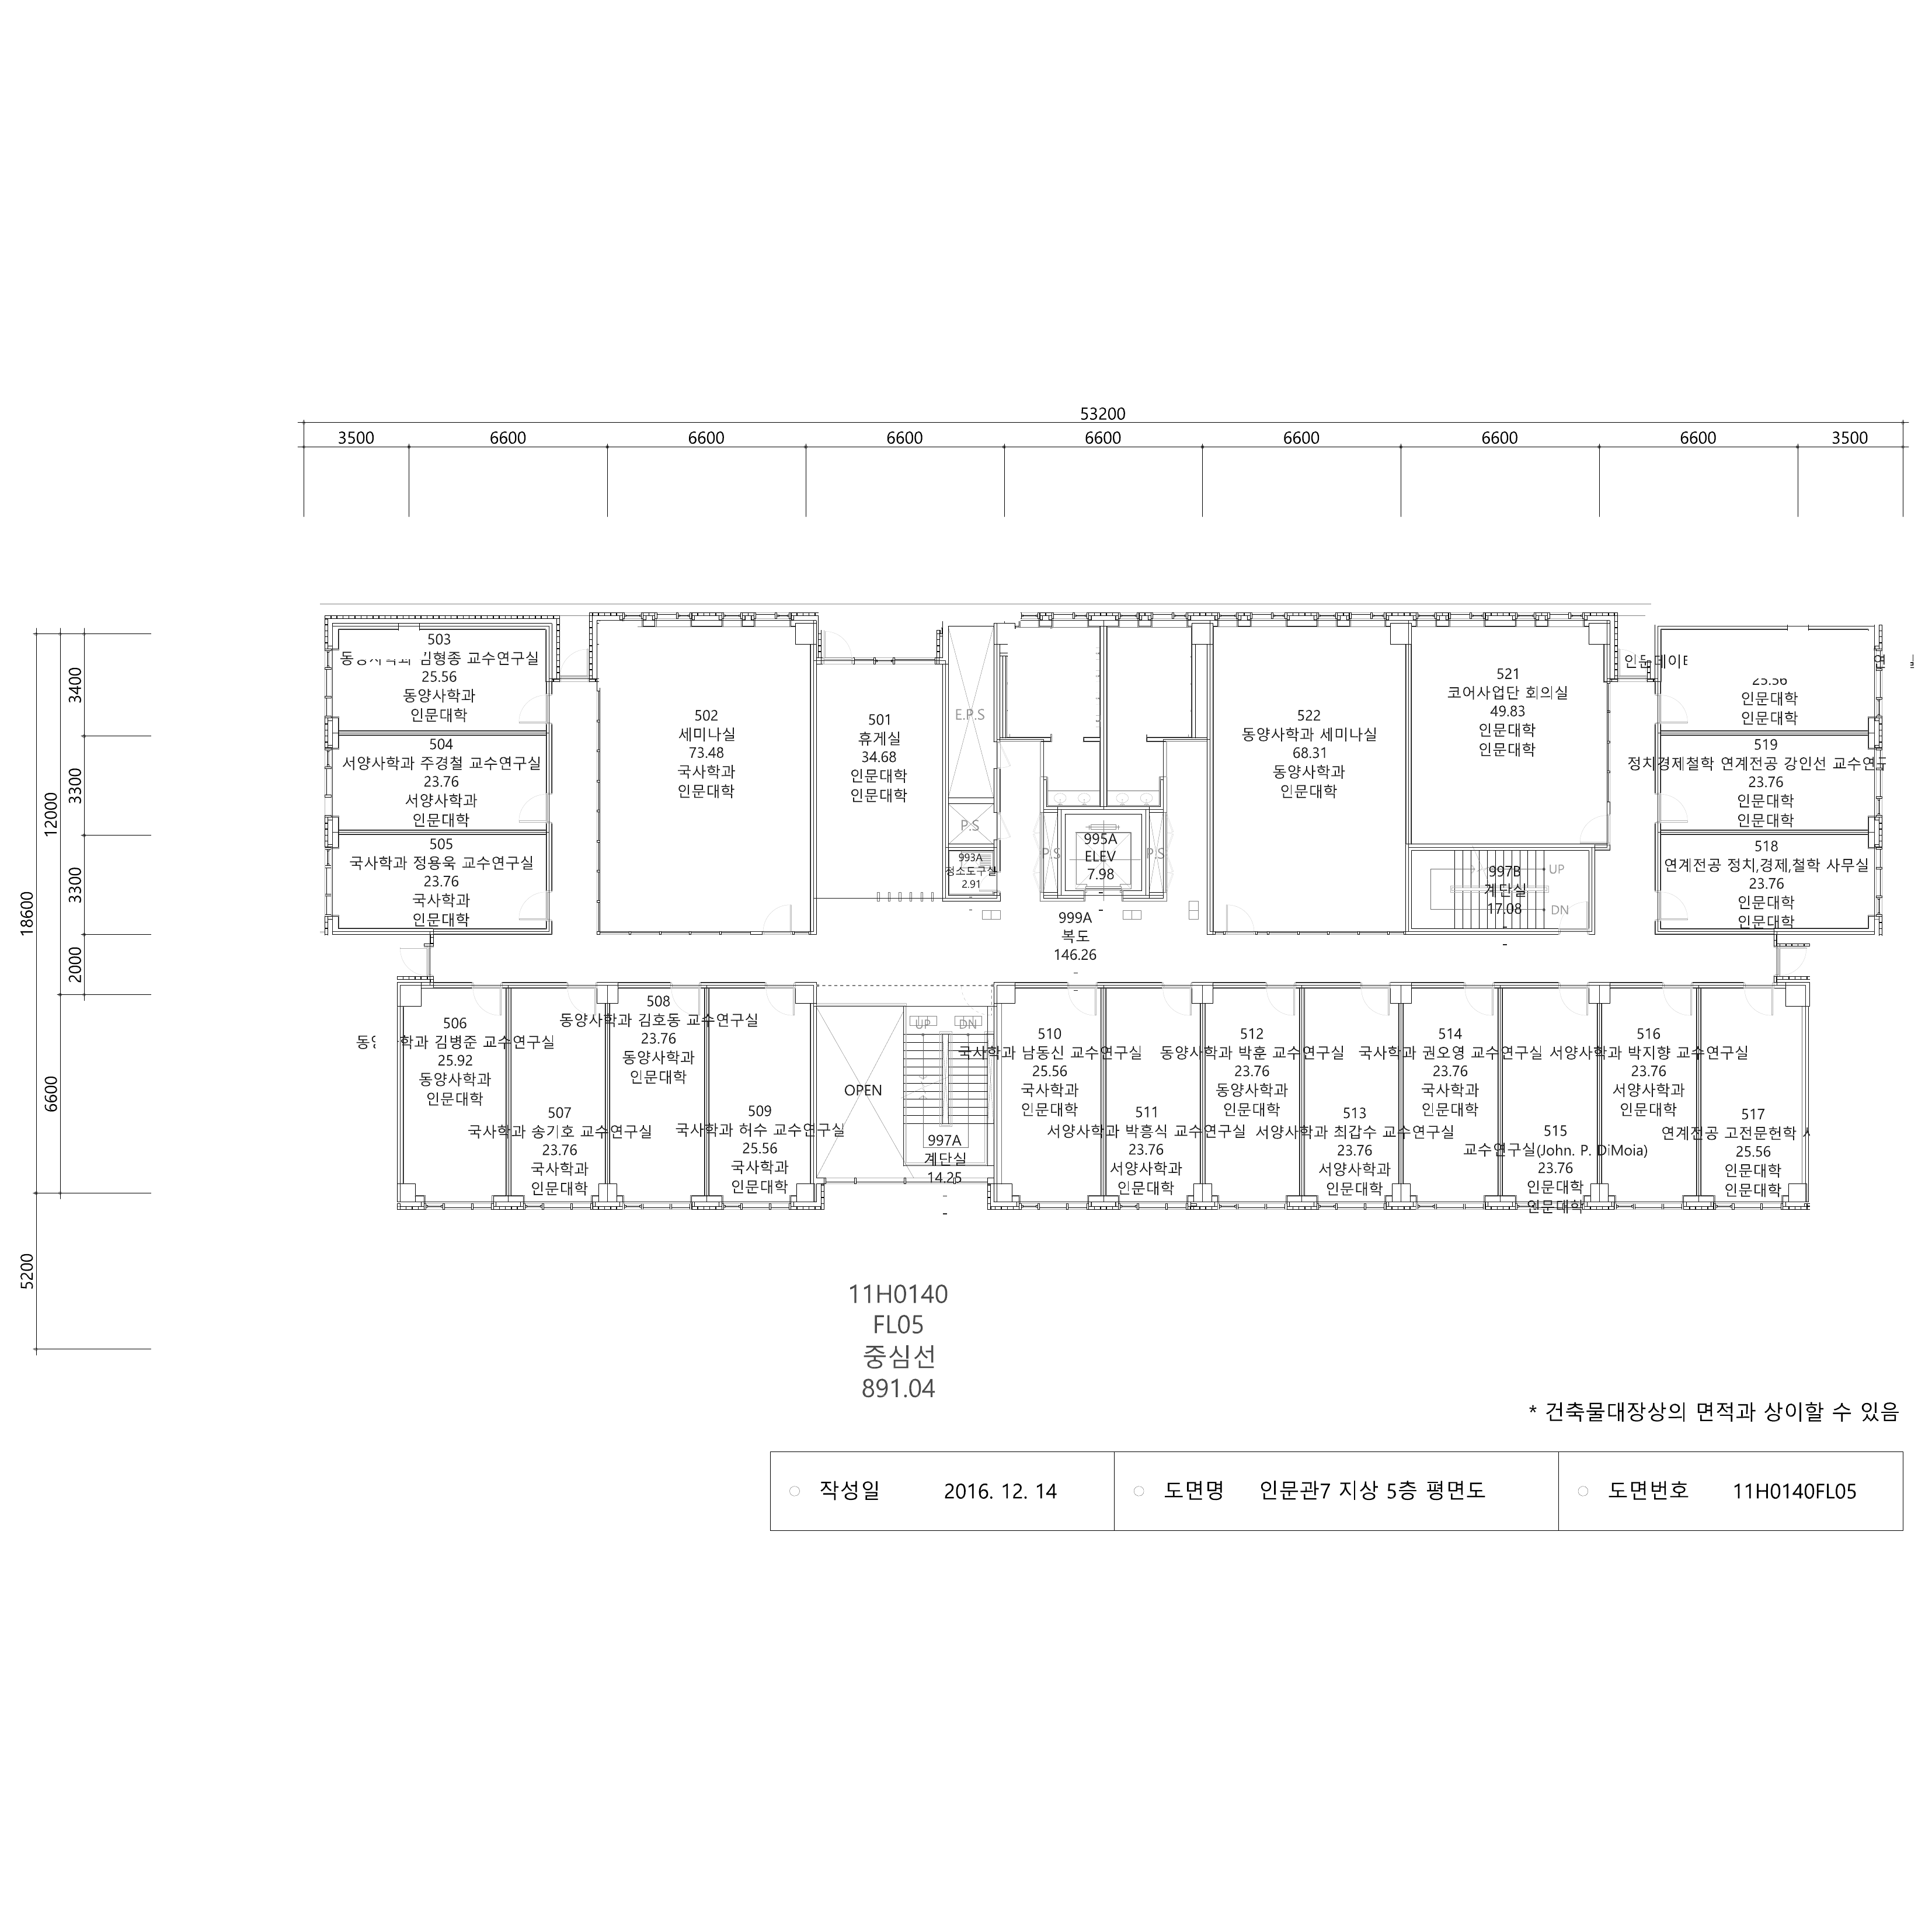 53200
3500
6600
6600
6600
6600
6600
6600
6600
3500
3400
3300
3300
2000
12000
6600
18600
5200
503
김형종 교수연구실
25.56
동양사학과
인문대학
504
서양사학과 주경철 교수연구실
23.76
서양사학과
인문대학
505
국사학과 정용욱 교수연구실
23.76
국사학과
인문대학
502
세미나실
73.48
국사학과
인문대학
501
휴게실
34.68
인문대학
인문대학
E.P.S
P.S
993A
청소도구실
2.91
P.S
995A
ELEV
7.98
P.S
999A
복도
146.26
522
동양사학과 세미나실
68.31
동양사학과
인문대학
521
코어사업단 회의실
49.83
인문대학
인문대학
997B
계단실
17.08
UP
DN
25.56
인문대학
인문대학
519
정치경제철학 연계전공 강인선
23.76
인문대학
인문대학
518
연계전공 정치,경제,철학 사무실
23.76
인문대학
인문대학
506
학과 김병준 교수연구실
25.92
동양사학과
인문대학
507
국사학과 송기호 교수연구실
23.76
국사학과
인문대학
508
동양사학과 김호동 교수연구실
23.76
동양사학과
인문대학
509
국사학과 허수 교수연구실
25.56
국사학과
인문대학
OPEN
UP
DN
997A
계단실
14.25
510
국사학과 남동신 교수연구실
25.56
국사학과
인문대학
511
서양사학과 박흥식 교수연구실
23.76
서양사학과
인문대학
512
동양사학과 박훈 교수연구실
23.76
동양사학과
인문대학
513
서양사학과 최갑수 교수연구실
23.76
서양사학과
인문대학
514
국사학과 권오영 교수연구실
23.76
국사학과
인문대학
515
교수연구실(John. P. DiMoia)
23.76
인문대학
인문대학
516
서양사학과 박지향 교수연구실
23.76
서양사학과
인문대학
517
연계전공 고전문헌학
25.56
인문대학
인문대학
11H0140
FL05
중심선
891.04
* 건축물대장상의 면적과 상이할 수 있음
작성일 2016. 12. 14
도면명 인문관7 지상 5층 평면도
도면번호 11H0140FL05